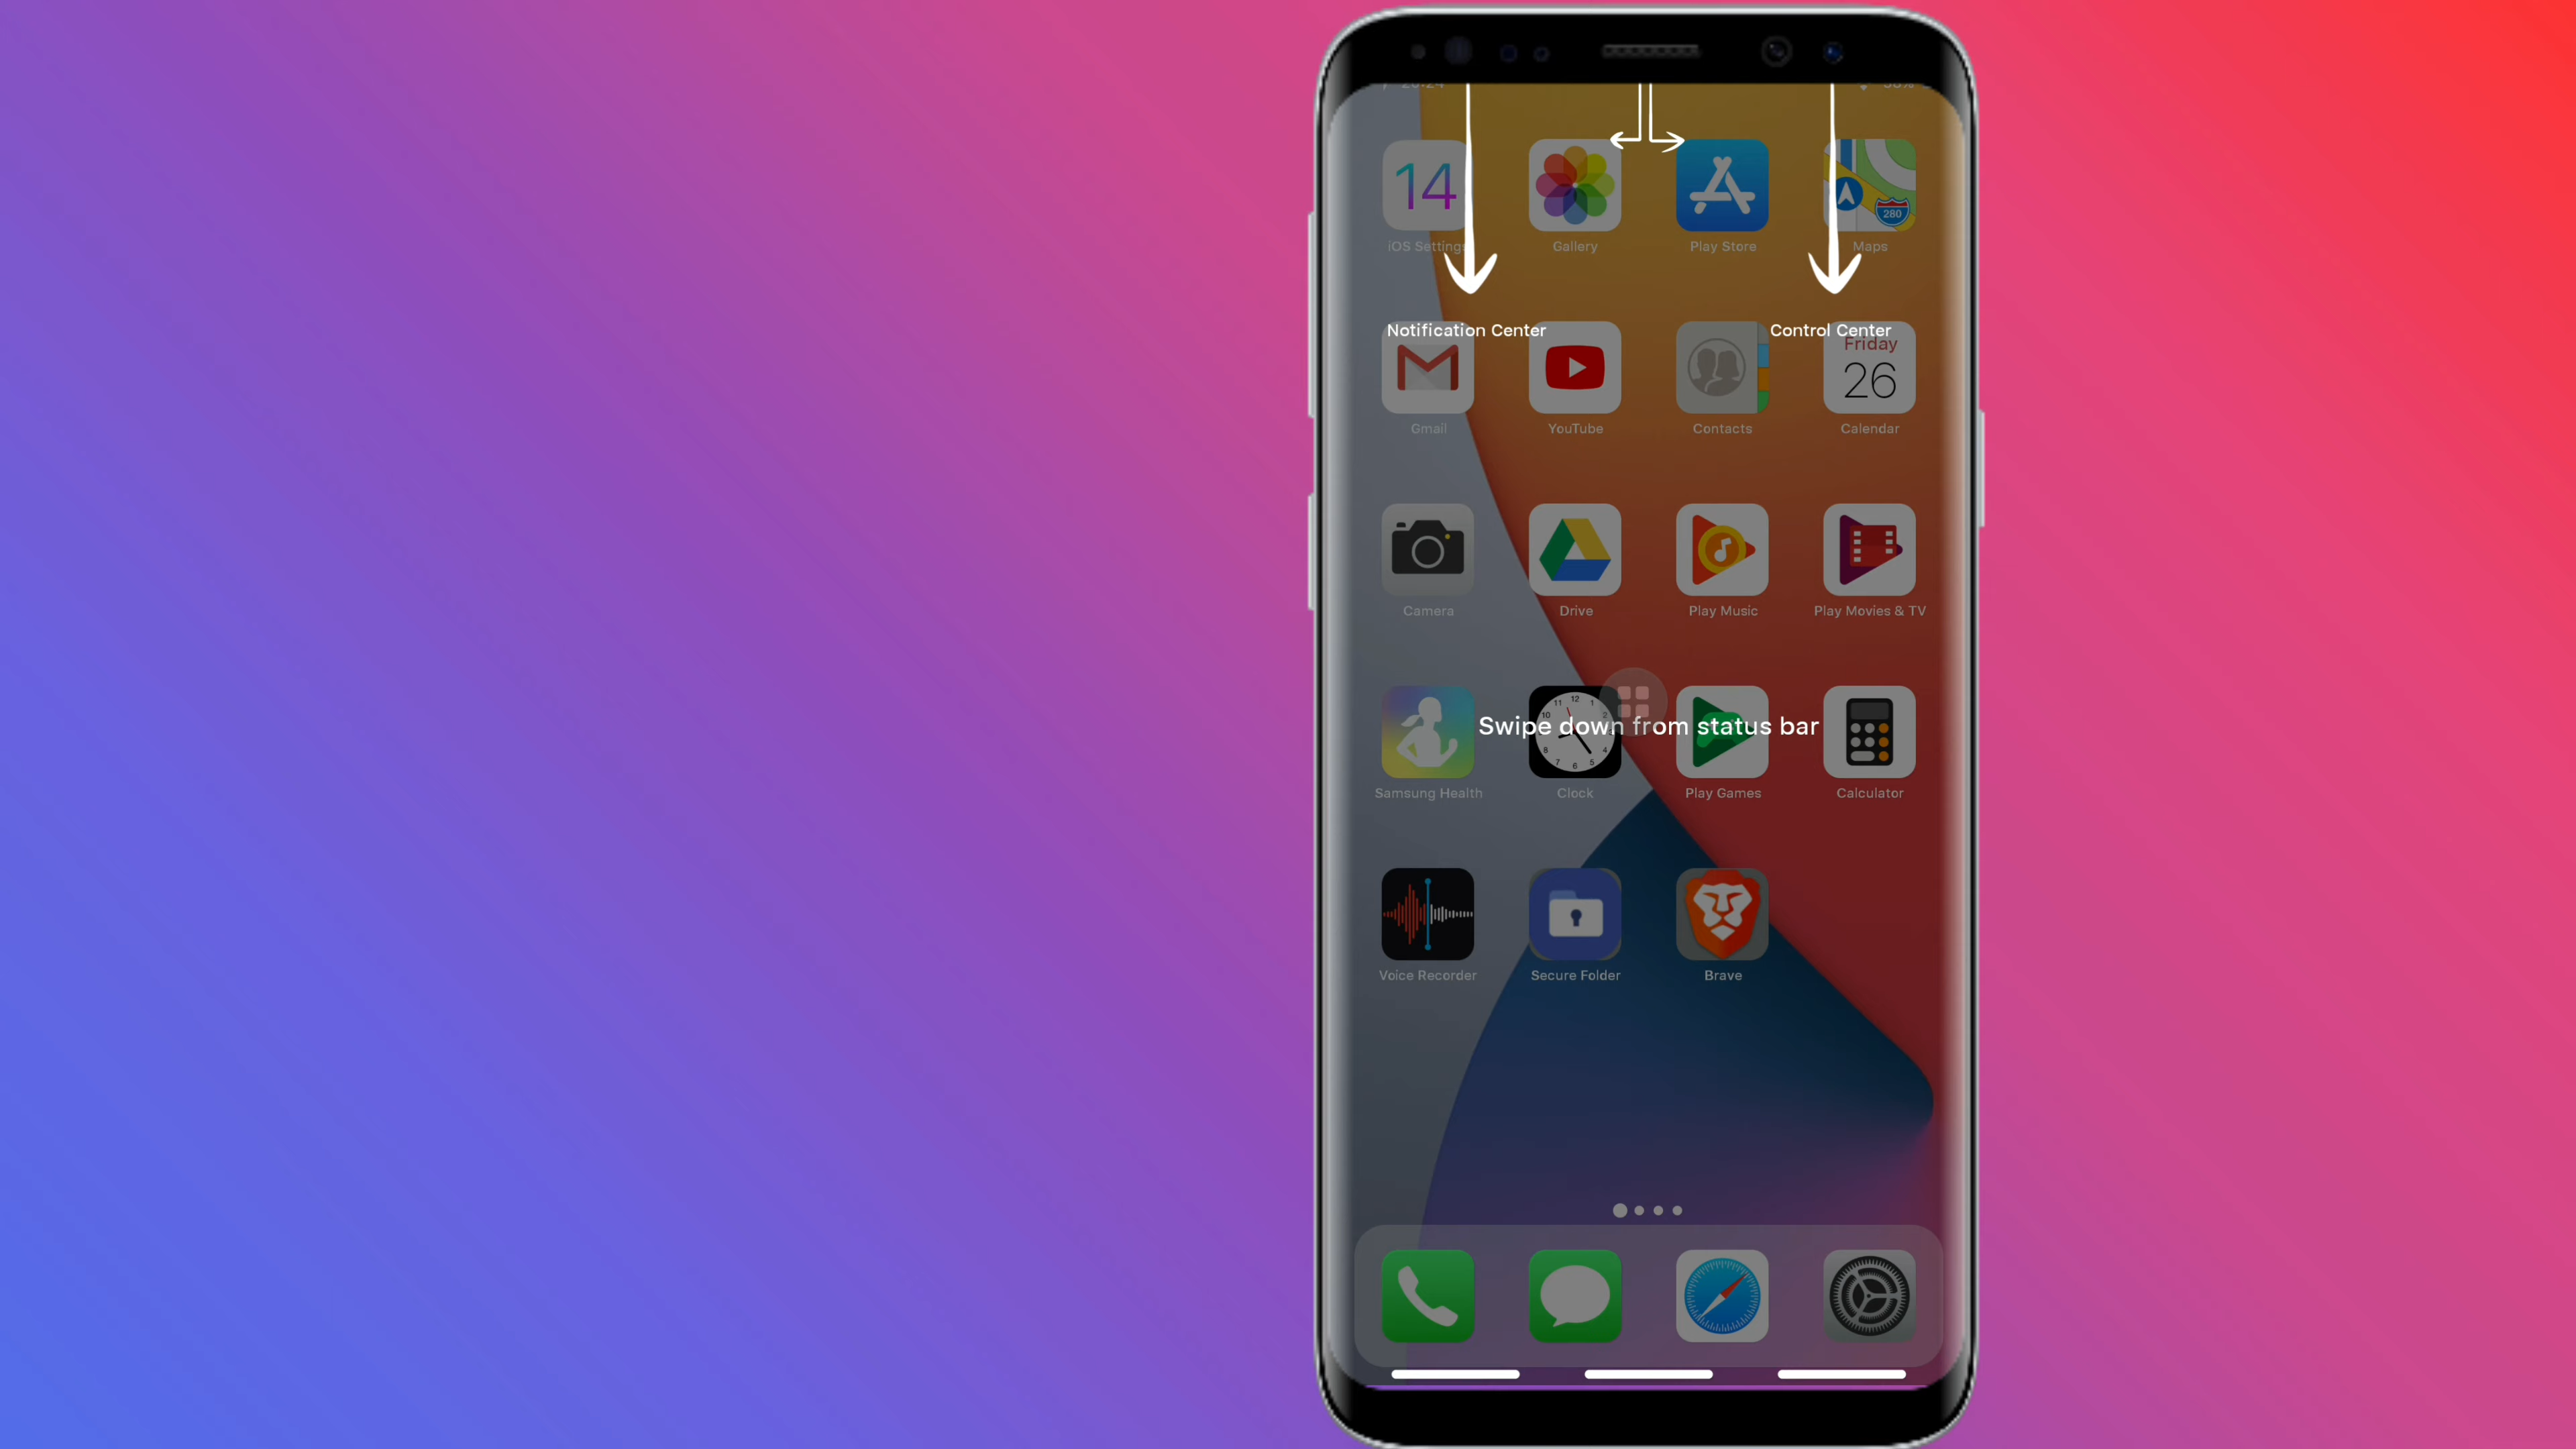 14
280
iOS Setting
Gallery
Play Store
Maps
Notification Center
Control Center
Friday
26
Gmail
YouTube
Contacts
Calendar
Camera
Drive
Play Music
Play Movies & TV
Swipe down from status bar
Samsung Health
Clock
Play Games
Calculator
Voice Recorder
Secure Folder
Brave